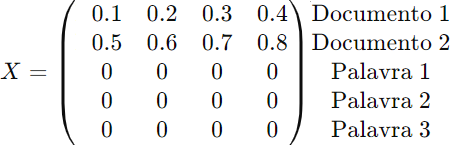 0.1 0.2 0.3 0.4 Documento 1
0.5 0.6 0.7 0.8 Documento 2
X = 0 0 0 0 Palavra 1
0 0 0 0 Palavra 2
0 0 0 0 Palavra 3